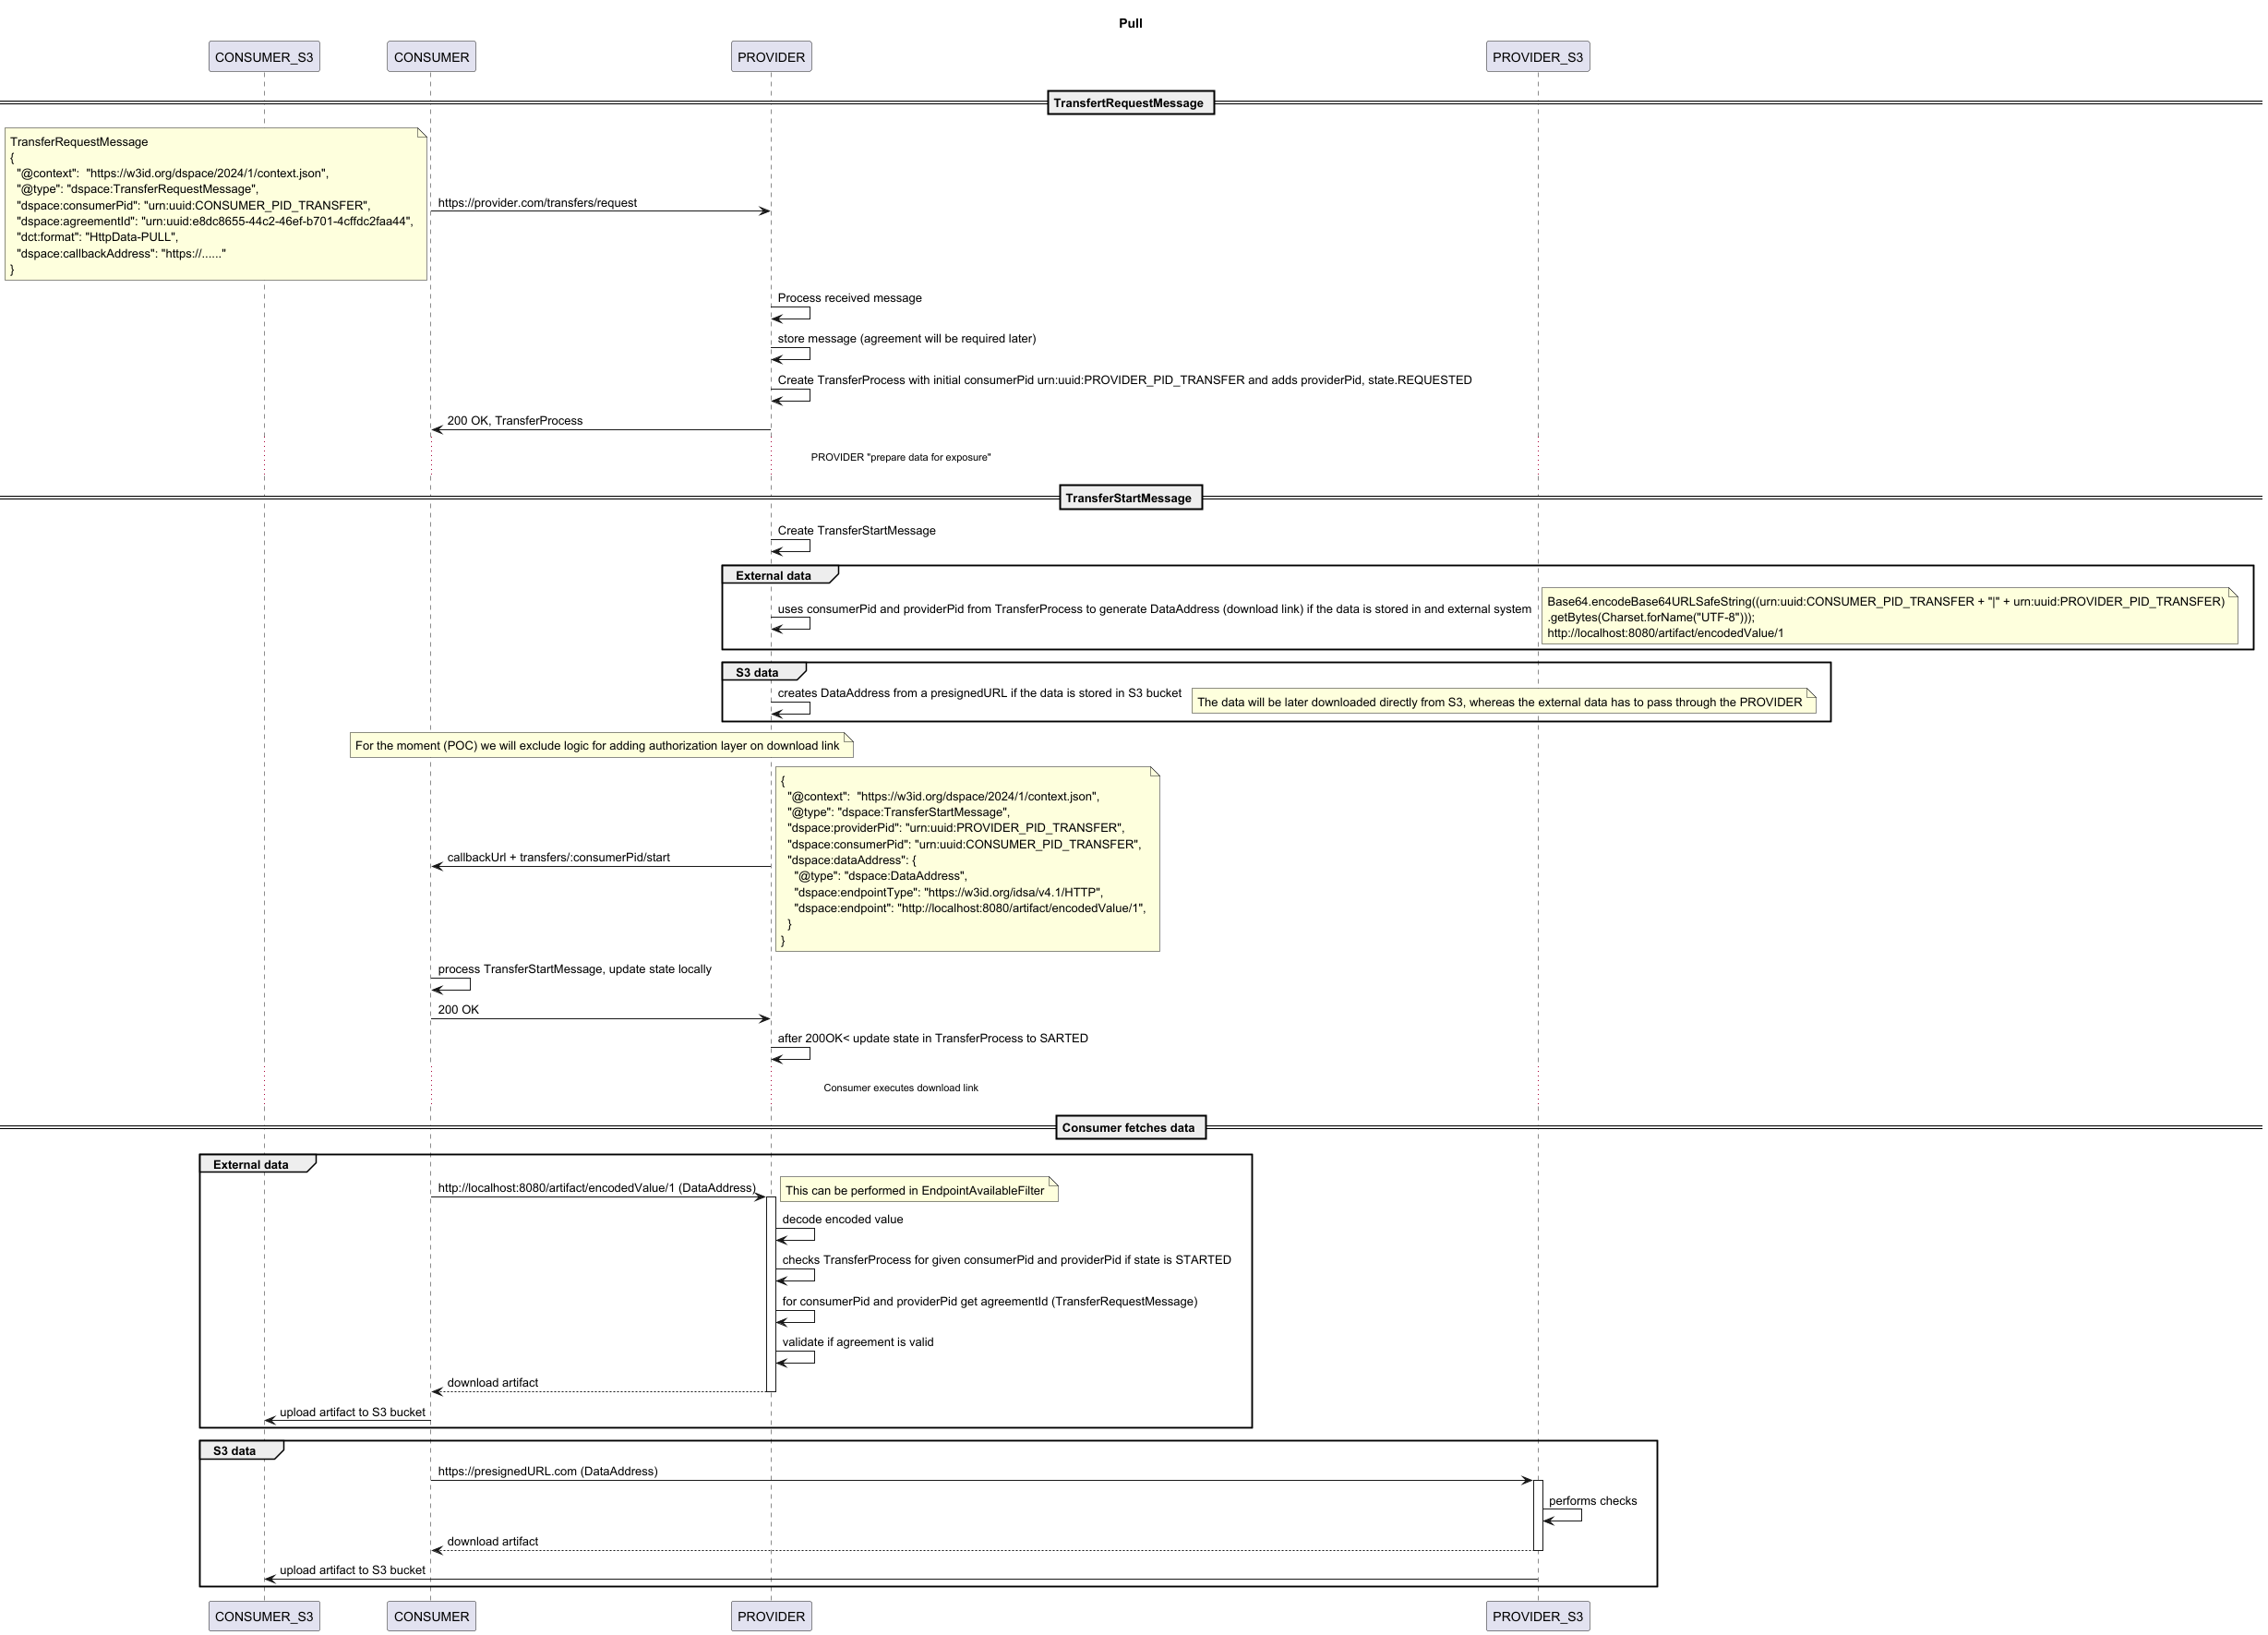 Pull
CONSUMER_S3
CONSUMER
PROVIDER
PROVIDER_S3
TransfertRequestMessage
TransferRequestMessage
{
"@context":  "https://w3id.org/dspace/2024/1/context.json",
"@type": "dspace:TransferRequestMessage",
"dspace:consumerPid": "urn:uuid:CONSUMER_PID_TRANSFER",
"dspace:agreementId": "urn:uuid:e8dc8655-44c2-46ef-b701-4cffdc2faa44",
"dct:format": "HttpData-PULL",
"dspace:callbackAddress": "https://......"
}
https://provider.com/transfers/request
Process received message
store message (agreement will be required later)
Create TransferProcess with initial consumerPid urn:uuid:PROVIDER_PID_TRANSFER and adds providerPid, state.REQUESTED
200 OK, TransferProcess
PROVIDER "prepare data for exposure"
TransferStartMessage
Create TransferStartMessage
External data
uses consumerPid and providerPid from TransferProcess to generate DataAddress (download link) if the data is stored in and external system
Base64.encodeBase64URLSafeString((urn:uuid:CONSUMER_PID_TRANSFER + "|" + urn:uuid:PROVIDER_PID_TRANSFER)
.getBytes(Charset.forName("UTF-8")));
http://localhost:8080/artifact/encodedValue/1
S3 data
creates DataAddress from a presignedURL if the data is stored in S3 bucket
The data will be later downloaded directly from S3, whereas the external data has to pass through the PROVIDER
For the moment (POC) we will exclude logic for adding authorization layer on download link
callbackUrl + transfers/:consumerPid/start
{
"@context":  "https://w3id.org/dspace/2024/1/context.json",
"@type": "dspace:TransferStartMessage",
"dspace:providerPid": "urn:uuid:PROVIDER_PID_TRANSFER",
"dspace:consumerPid": "urn:uuid:CONSUMER_PID_TRANSFER",
"dspace:dataAddress": {
"@type": "dspace:DataAddress",
"dspace:endpointType": "https://w3id.org/idsa/v4.1/HTTP",
"dspace:endpoint": "http://localhost:8080/artifact/encodedValue/1",
}
}
process TransferStartMessage, update state locally
200 OK
after 200OK< update state in TransferProcess to SARTED
Consumer executes download link
Consumer fetches data
External data
http://localhost:8080/artifact/encodedValue/1 (DataAddress)
This can be performed in EndpointAvailableFilter
decode encoded value
checks TransferProcess for given consumerPid and providerPid if state is STARTED
for consumerPid and providerPid get agreementId (TransferRequestMessage)
validate if agreement is valid
download artifact
upload artifact to S3 bucket
S3 data
https://presignedURL.com (DataAddress)
performs checks
download artifact
upload artifact to S3 bucket
CONSUMER_S3
CONSUMER
PROVIDER
PROVIDER_S3